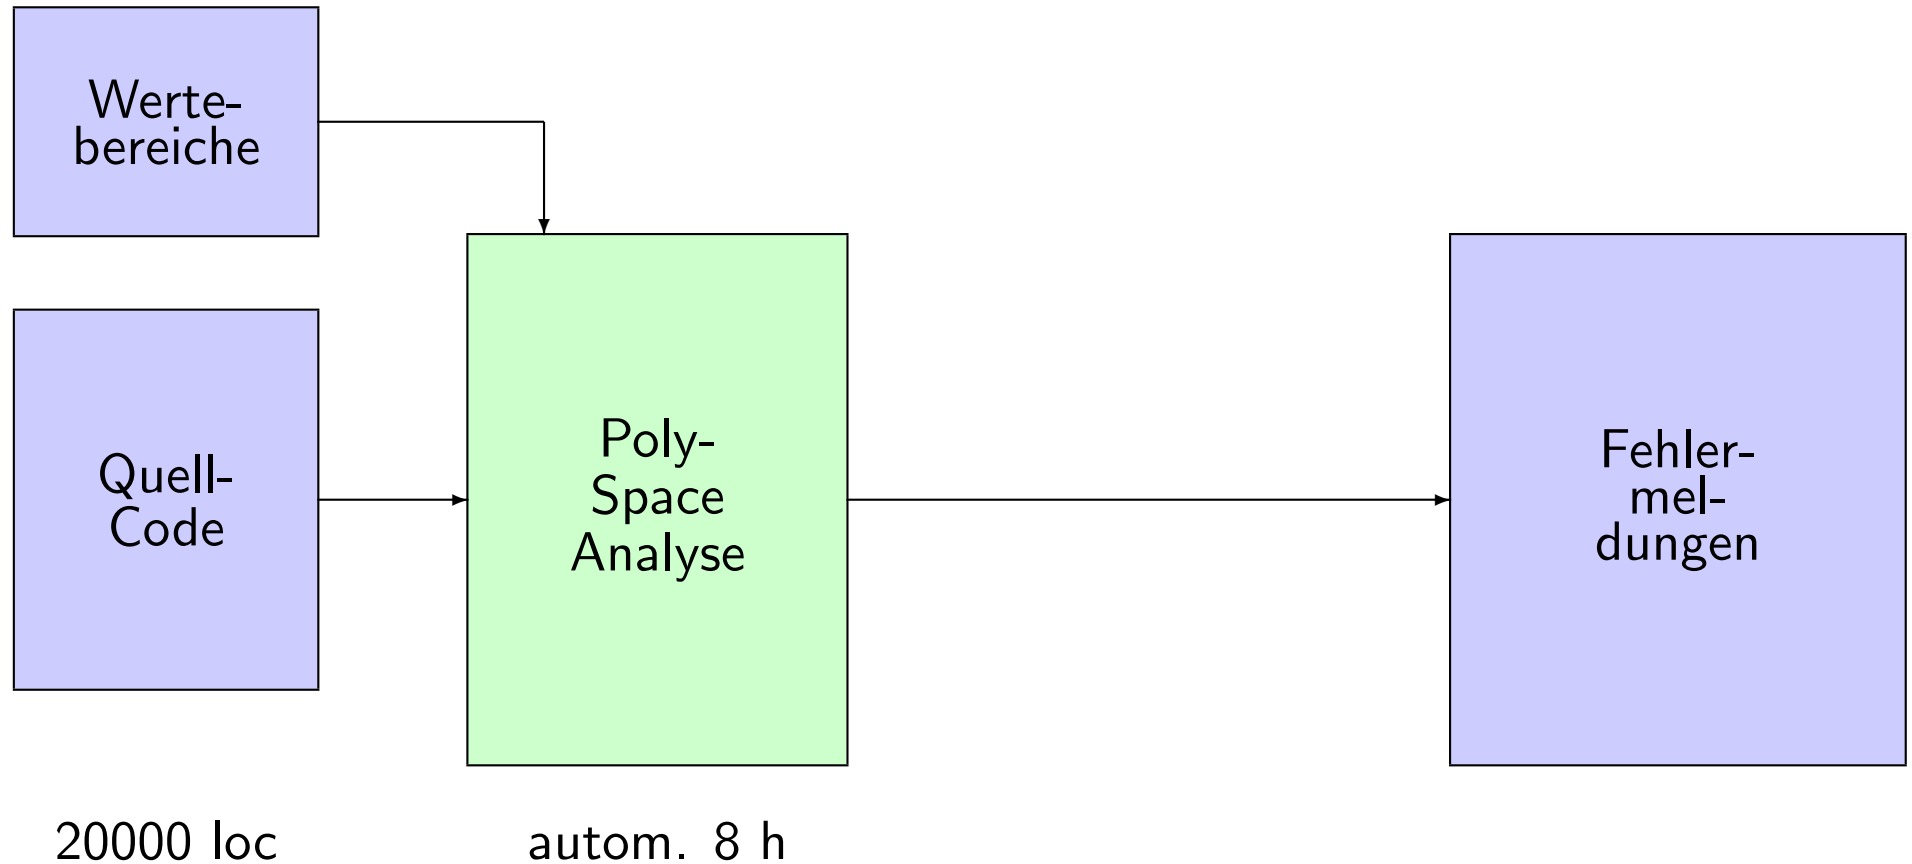 Werte-
bereiche
Quell-
Code
Poly-
Space
Analyse
Fehler-
mel-
dungen
20000 loc
autom. 8 h